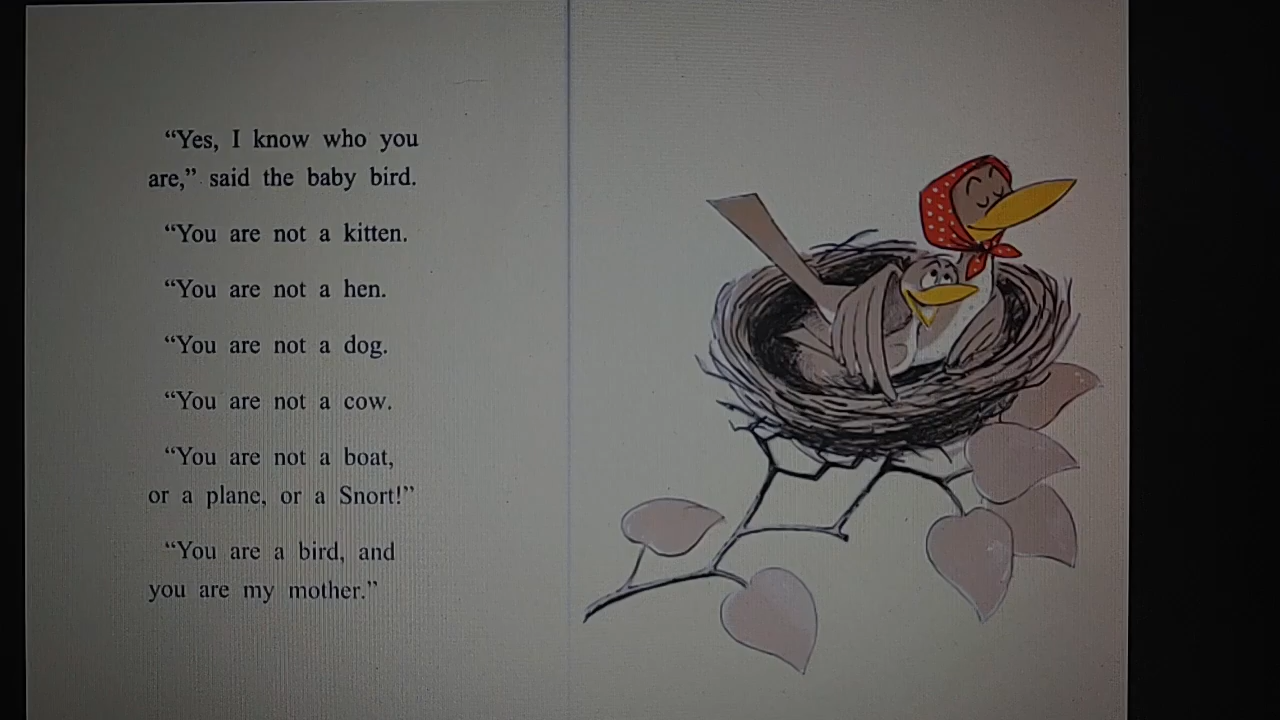 “Yes, I know who you
are,” said the baby bird.
“You are not a kitten.
“You are not a hen.
“You are not a dog.
“You are not a cow.
“You are not a boat,
or a plane, or a Snort!”
“You are a bird, and
you are my mother.”